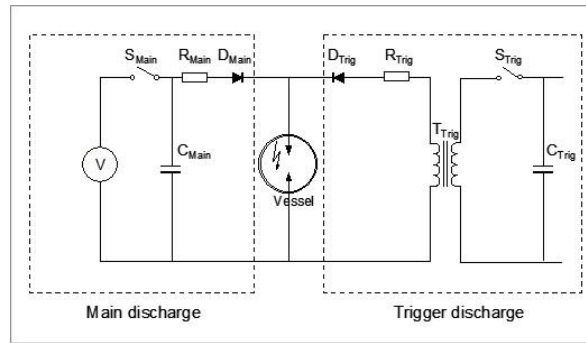 S_Main R_Main D_Main D_Trig R_Trig S_Trig
T_Trig
V C_Main C_Trig
Vessel
Main discharge Trigger discharge